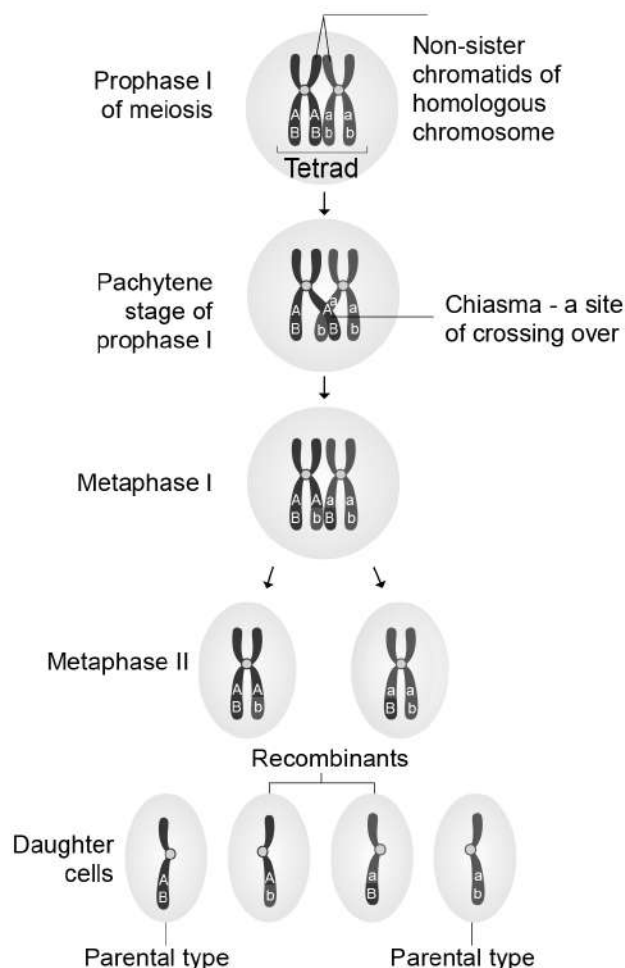 Prophase I
of meiosis
Non-sister
chromatids of
homologous
chromosome
A A a a
B B b b
Tetrad
Pachytene
stage of
prophase I
A a A a
B b B b
Chiasma - a site
of crossing over
Metaphase I
A A a a
B b B b
Metaphase II
A A
B b
a a
B b
Recombinants
Daughter
cells
A
B
A
b
a
B
a
b
Parental type
Parental type